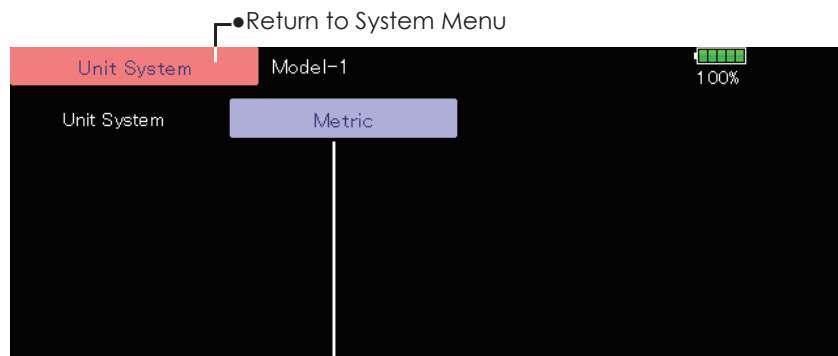 ●Return to System Menu
Unit System Model-1
100%
Unit System Metric